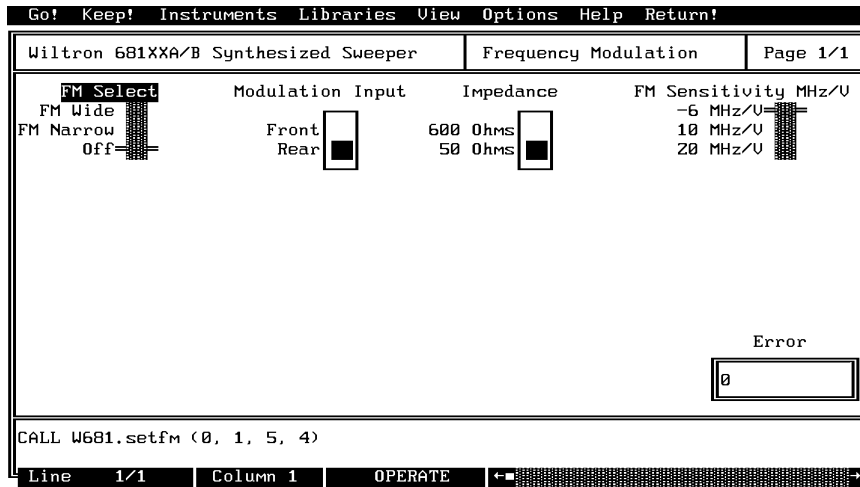 Go! Keep! Instruments Libraries View Options Help Return!
Wiltron 681XXA/B Synthesized Sweeper
Frequency Modulation
Page 1/1
FM Select
FM Wide
FM Narrow
Off
Modulation Input
Front
Rear
Impedance
600 Ohms
50 Ohms
FM Sensitivity MHz/V
-6 MHz/V
10 MHz/V
20 MHz/V
Error
0
CALL W681.setfm (0, 1, 5, 4)
Line 1/1 Column 1 OPERATE